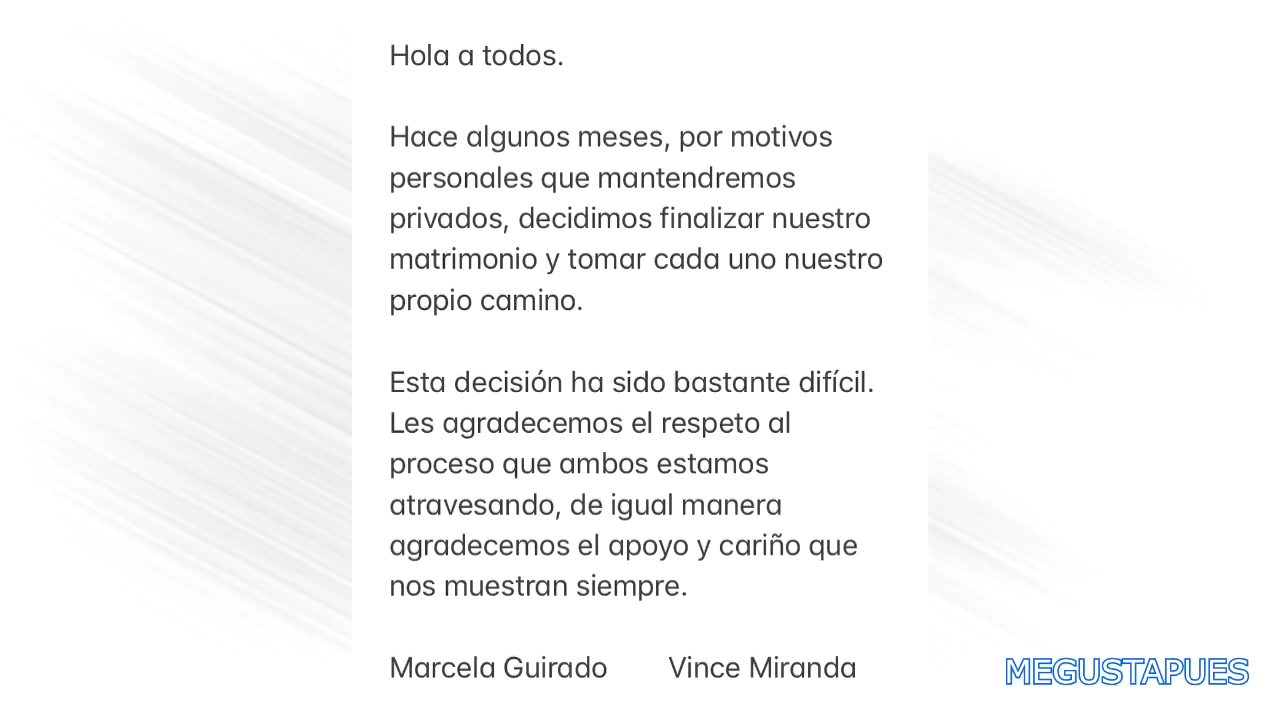 Hola a todos.
Hace algunos meses, por motivos
personales que mantendremos
privados, decidimos finalizar nuestro
matrimonio y tomar cada uno nuestro
propio camino.
Esta decisión ha sido bastante difícil.
Les agradecemos el respeto al
proceso que ambos estamos
atravesando, de igual manera
agradecemos el apoyo y cariño que
nos muestran siempre.
Marcela Guirado Vince Miranda
MEGUSTAPUES